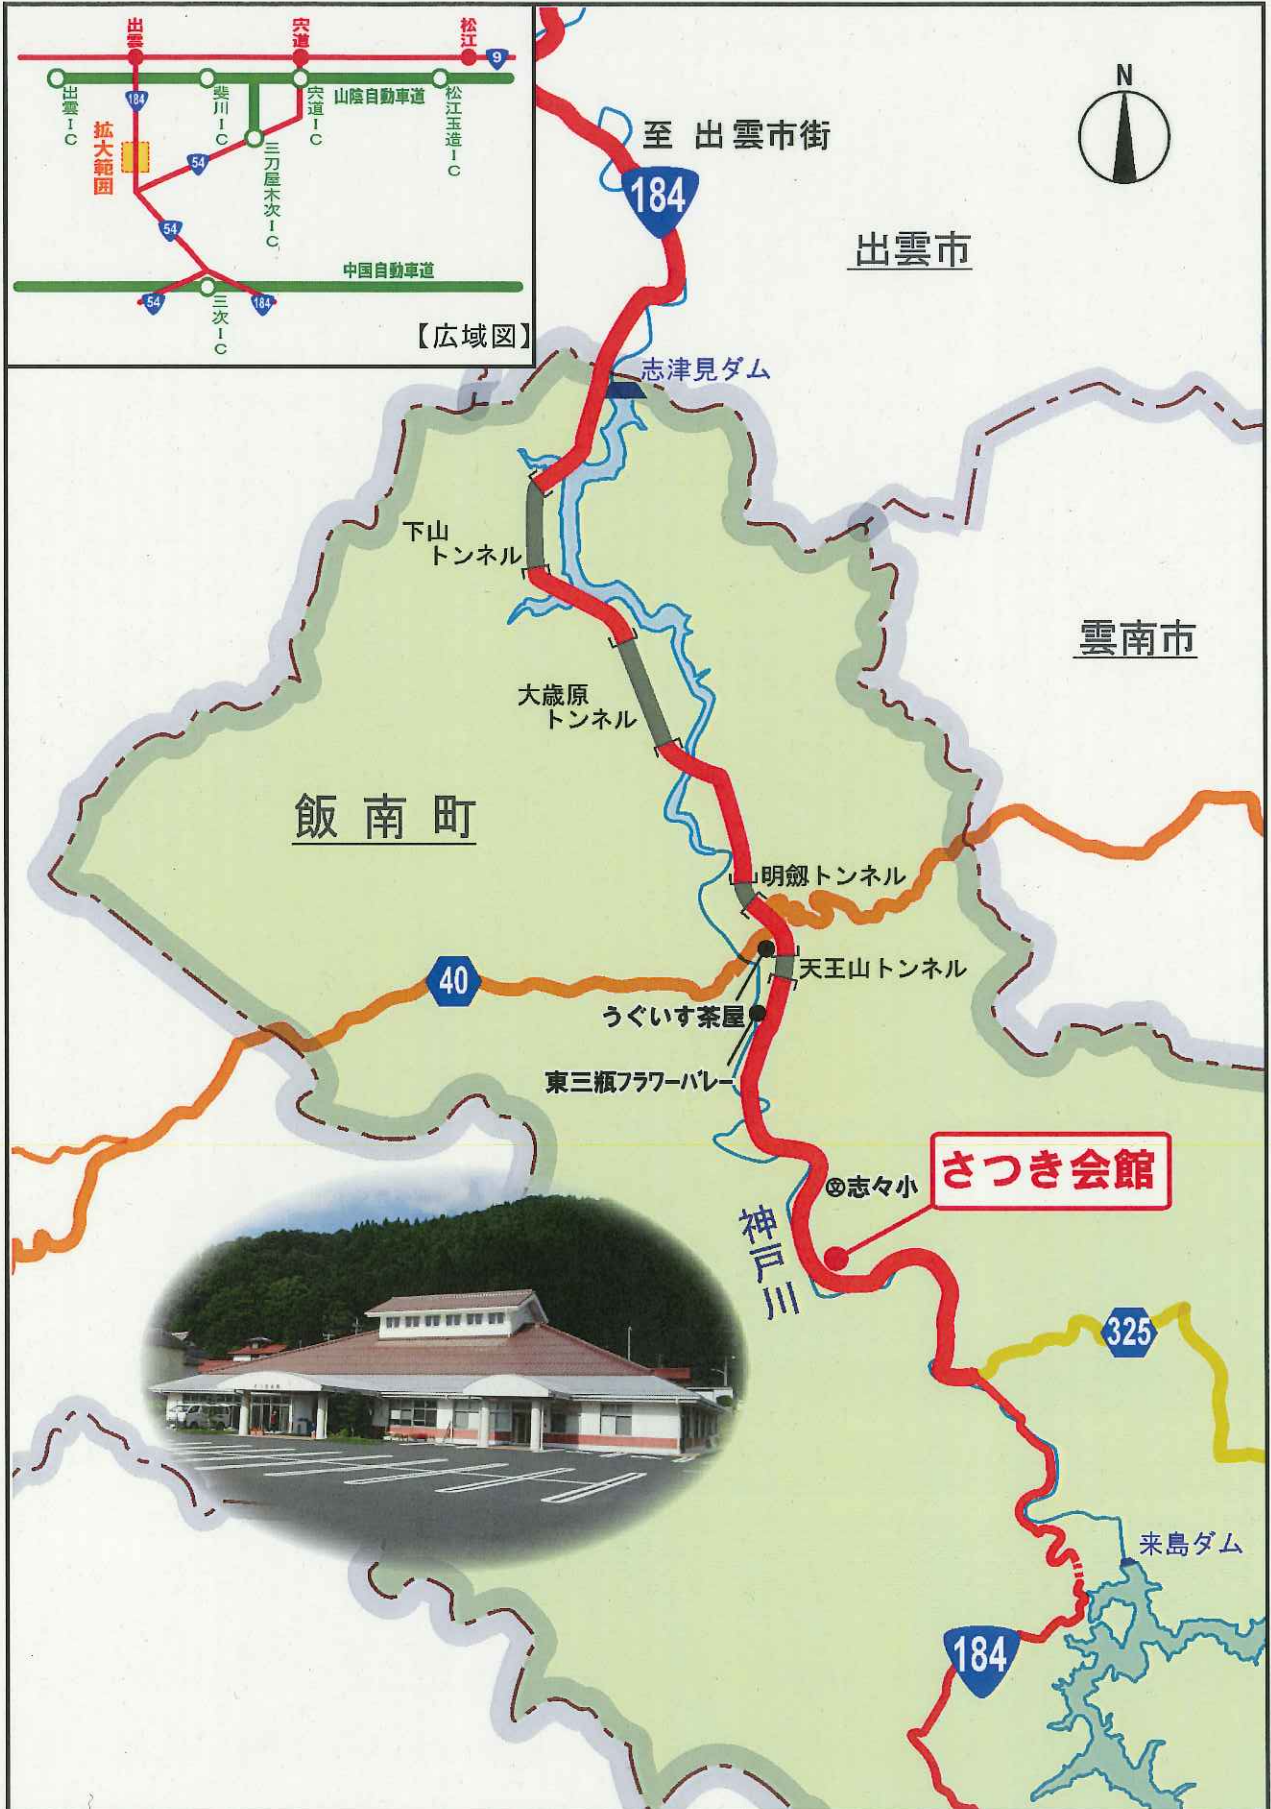 出雲
宍道
松江
9
出雲IC
斐川IC
山陰自動車道
宍道IC
松江玉造IC
184
拡大範囲
54
三刀屋木次IC
54
中国自動車道
54
三次IC
184
【広域図】
N
至 出雲市街
184
出雲市
志津見ダム
下山
トンネル
雲南市
大歳原
トンネル
飯南町
明劔トンネル
40
天王山トンネル
うぐいす茶屋
東三瓶フラワーバレー
さつき会館
文志々小
神戸川
325
来島ダム
184